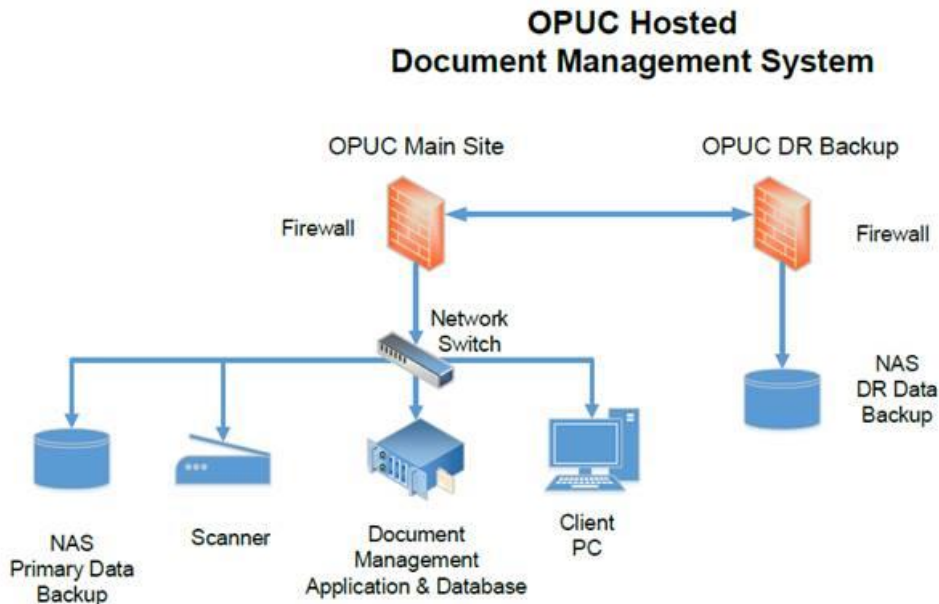 OPUC Hosted
Document Management System
OPUC Main Site
OPUC DR Backup
Firewall
Firewall
Network
Switch
NAS
DR Data
Backup
NAS
Primary Data
Backup
Scanner
Document
Management
Application & Database
Client
PC